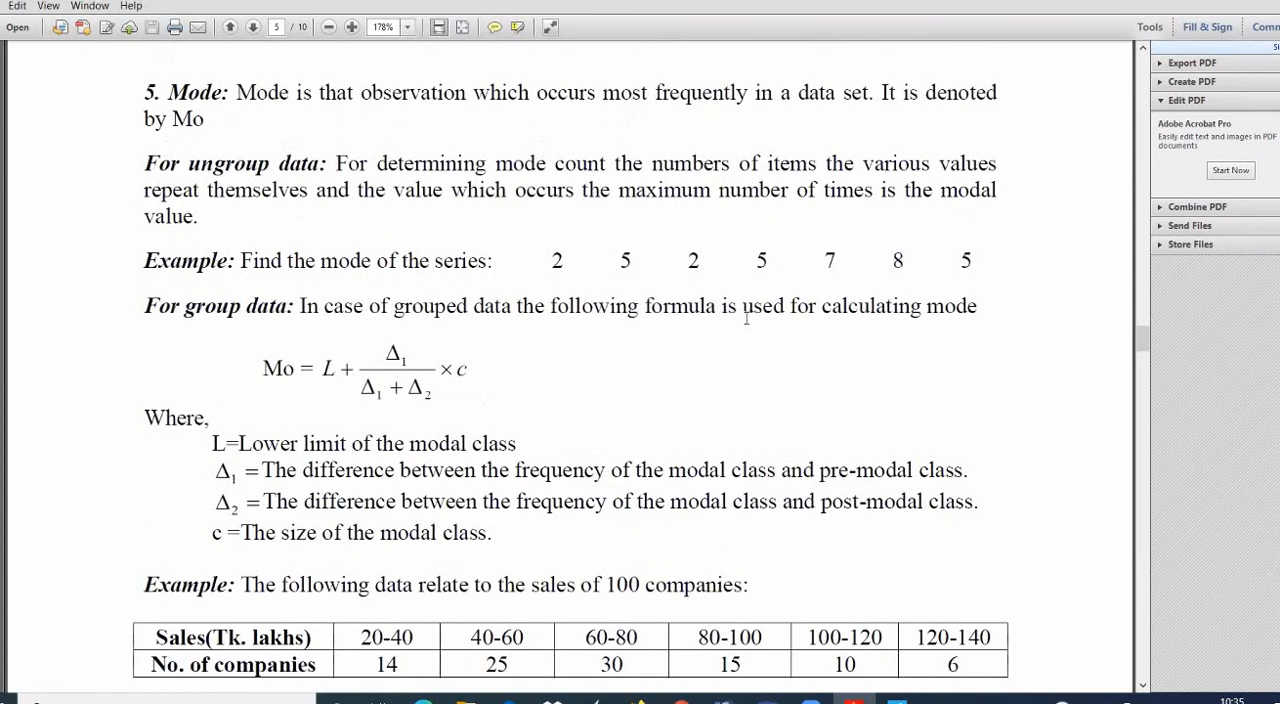 Edit View Window Help
Open 5 / 10 178% Tools Fill & Sign
5. Mode: Mode is that observation which occurs most frequently in a data set. It is denoted
by Mo
For ungroup data: For determining mode count the numbers of items the various values
repeat themselves and the value which occurs the maximum number of times is the modal
value.
Example: Find the mode of the series: 2 5 2 5 7 8 5
For group data: In case of grouped data the following formula is used for calculating mode
Mo = L + Δ₁ / (Δ₁ + Δ₂) × c
Where,
L=Lower limit of the modal class
Δ₁ =The difference between the frequency of the modal class and pre-modal class.
Δ₂ =The difference between the frequency of the modal class and post-modal class.
c =The size of the modal class.
Example: The following data relate to the sales of 100 companies:
Sales(Tk. lakhs) 20-40 40-60 60-80 80-100 100-120 120-140
No. of companies 14 25 30 15 10 6
Export PDF
Create PDF
Edit PDF
Adobe Acrobat Pro
Easily edit text and images in PDF
documents
Start Now
Combine PDF
Send Files
Store Files
10:35